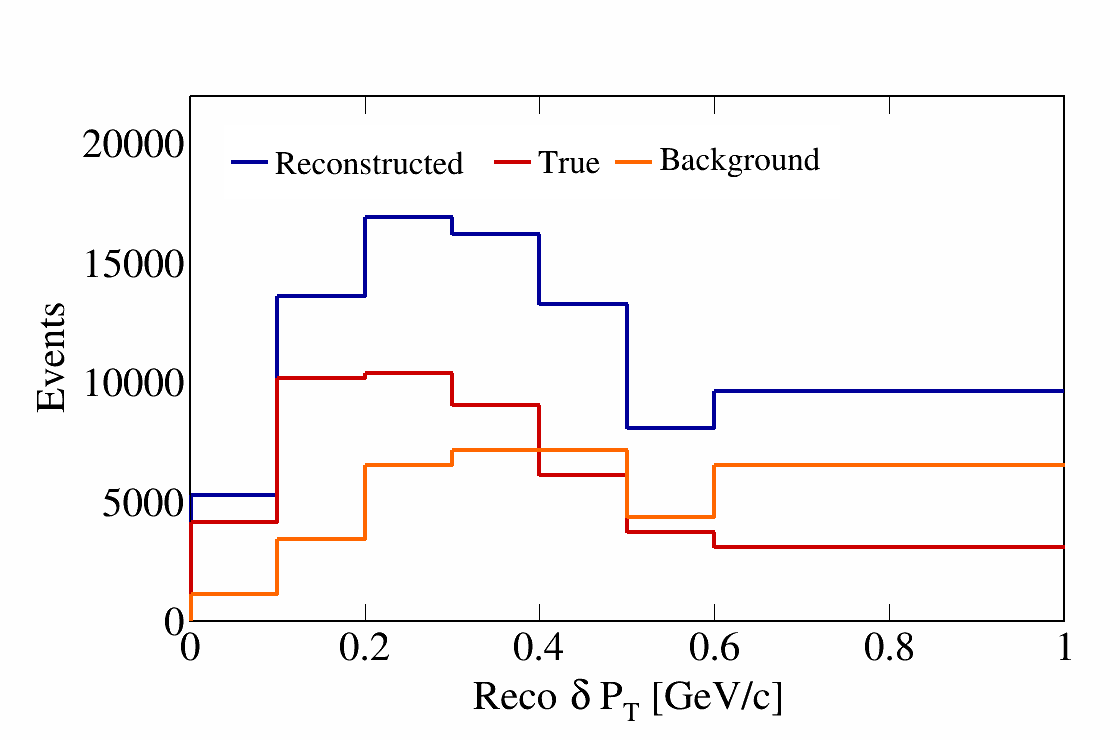 20000
15000
10000
5000
0
Events
Reconstructed True Background
0 0.2 0.4 0.6 0.8 1
Reco δ P_T [GeV/c]